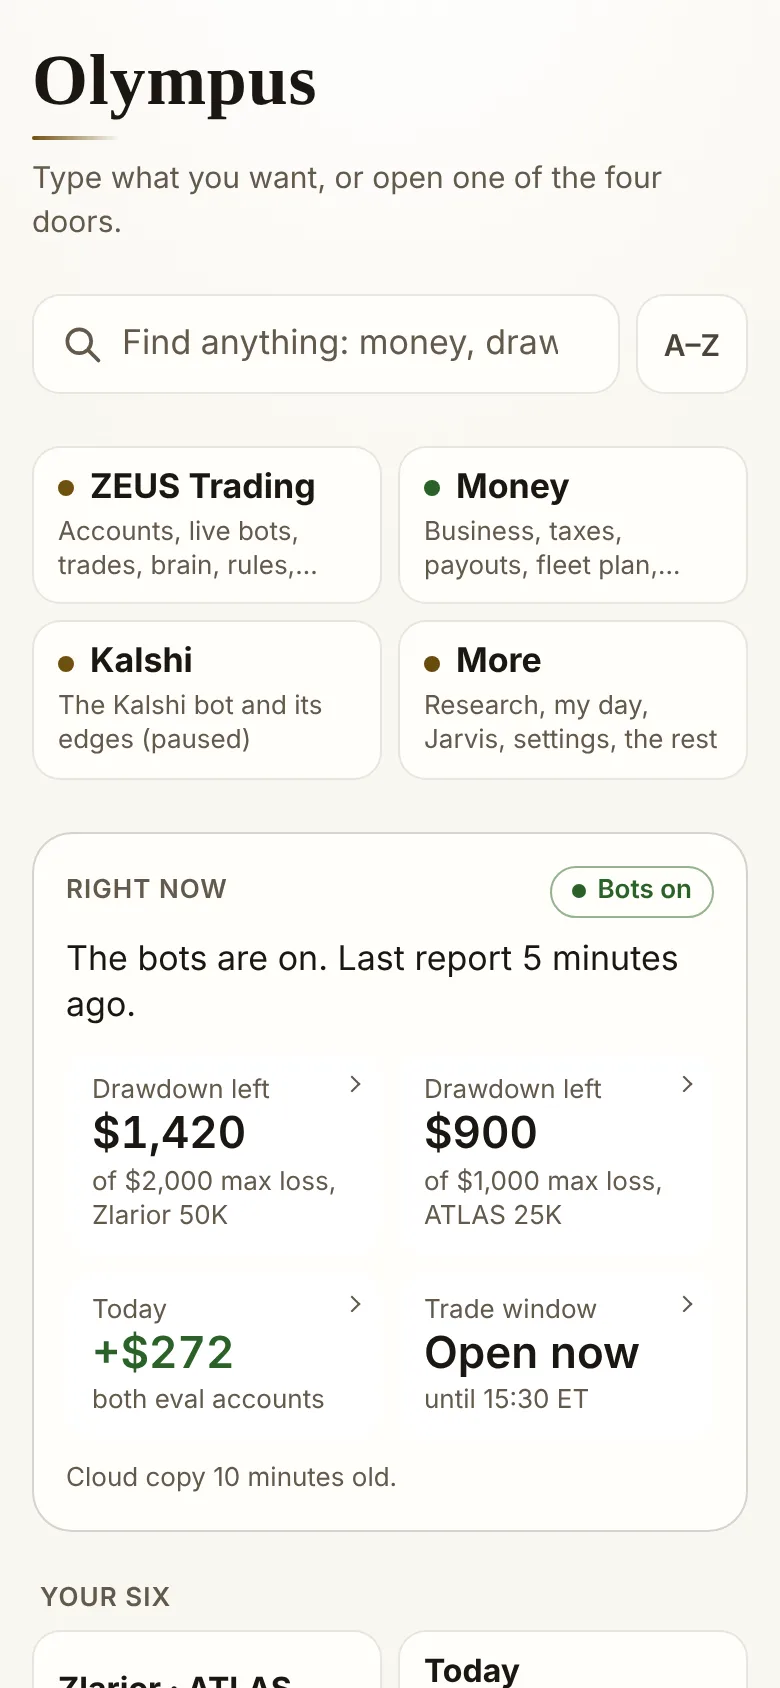 Olympus
Type what you want, or open one of the four
doors.
Find anything: money, draw
A–Z
ZEUS Trading
Accounts, live bots,
trades, brain, rules,...
Money
Business, taxes,
payouts, fleet plan,...
Kalshi
The Kalshi bot and its
edges (paused)
More
Research, my day,
Jarvis, settings, the rest
RIGHT NOW
Bots on
The bots are on. Last report 5 minutes
ago.
Drawdown left
$1,420
of $2,000 max loss,
Zlarior 50K
Drawdown left
$900
of $1,000 max loss,
ATLAS 25K
Today
+$272
both eval accounts
Trade window
Open now
until 15:30 ET
Cloud copy 10 minutes old.
YOUR SIX
Zlarior · ATLAS
Today